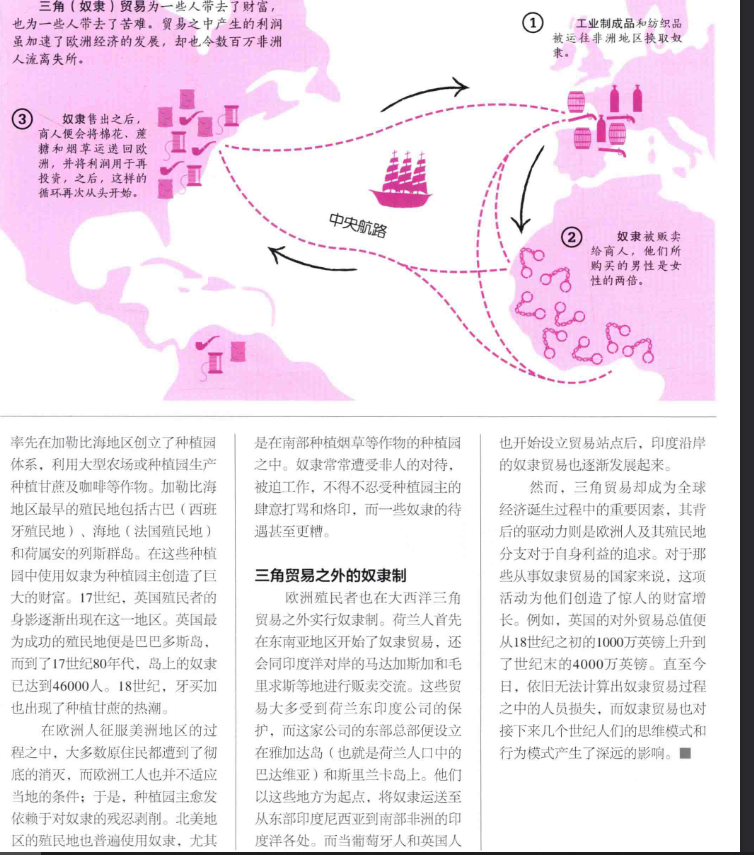 三角（奴隶）贸易为一些人带去了财富，
也为一些人带去了苦难。贸易之中产生的利润
虽加速了欧洲经济的发展，却也令数百万非洲
人流离失所。
① 工业制成品和纺织品
被运往非洲地区换取奴
隶。
③ 奴隶售出之后，
商人便会将棉花、蔗
糖和烟草运送回欧
洲，并将利润用于再
投资，之后，这样的
循环再次从头开始。
中央航路
② 奴隶被贩卖
给商人，他们所
购买的男性是女
性的两倍。
率先在加勒比海地区创立了种植园
体系，利用大型农场或种植园生产
种植甘蔗及咖啡等作物。加勒比海
地区最早的殖民地包括古巴（西班
牙殖民地）、海地（法国殖民地）
和荷属安的列斯群岛。在这些种植
园中使用奴隶为种植园主创造了巨
大的财富。17世纪，英国殖民者的
身影逐渐出现在这一地区。英国最
为成功的殖民地便是巴巴多斯岛，
而到了17世纪80年代，岛上的奴隶
已达到46000人。18世纪，牙买加
也出现了种植甘蔗的热潮。
在欧洲人征服美洲地区的过
程之中，大多数原住民都遭到了彻
底的消灭，而欧洲工人也并不适应
当地的条件；于是，种植园主愈发
依赖于对奴隶的残忍剥削。北美地
区的殖民地也普遍使用奴隶，尤其
是在南部种植烟草等作物的种植园
之中。奴隶常常遭受非人的对待，
被迫工作，不得不忍受种植园主的
肆意打骂和烙印，而一些奴隶的待
遇甚至更糟。
三角贸易之外的奴隶制
欧洲殖民者也在大西洋三角
贸易之外实行奴隶制。荷兰人首先
在东南亚地区开始了奴隶贸易，还
会同印度洋对岸的马达加斯加和毛
里求斯等地进行贩卖交流。这些贸
易大多受到荷兰东印度公司的保
护，而这家公司的东部总部便设立
在雅加达岛（也就是荷兰人口中的
巴达维亚）和斯里兰卡岛上。他们
以这些地方为起点，将奴隶运送至
从东部印度尼西亚到南部非洲的印
度洋各处。而当葡萄牙人和英国人
也开始设立贸易站点后，印度沿岸
的奴隶贸易也逐渐发展起来。
然而，三角贸易却成为全球
经济诞生过程中的重要因素，其背
后的驱动力则是欧洲人及其殖民地
分支对于自身利益的追求。对于那
些从事奴隶贸易的国家来说，这项
活动为他们创造了惊人的财富增
长。例如，英国的对外贸易总值便
从18世纪之初的1000万英镑上升到
了世纪末的4000万英镑。直至今
日，依旧无法计算出奴隶贸易过程
之中的人员损失，而奴隶贸易也对
接下来几个世纪人们的思维模式和
行为模式产生了深远的影响。■